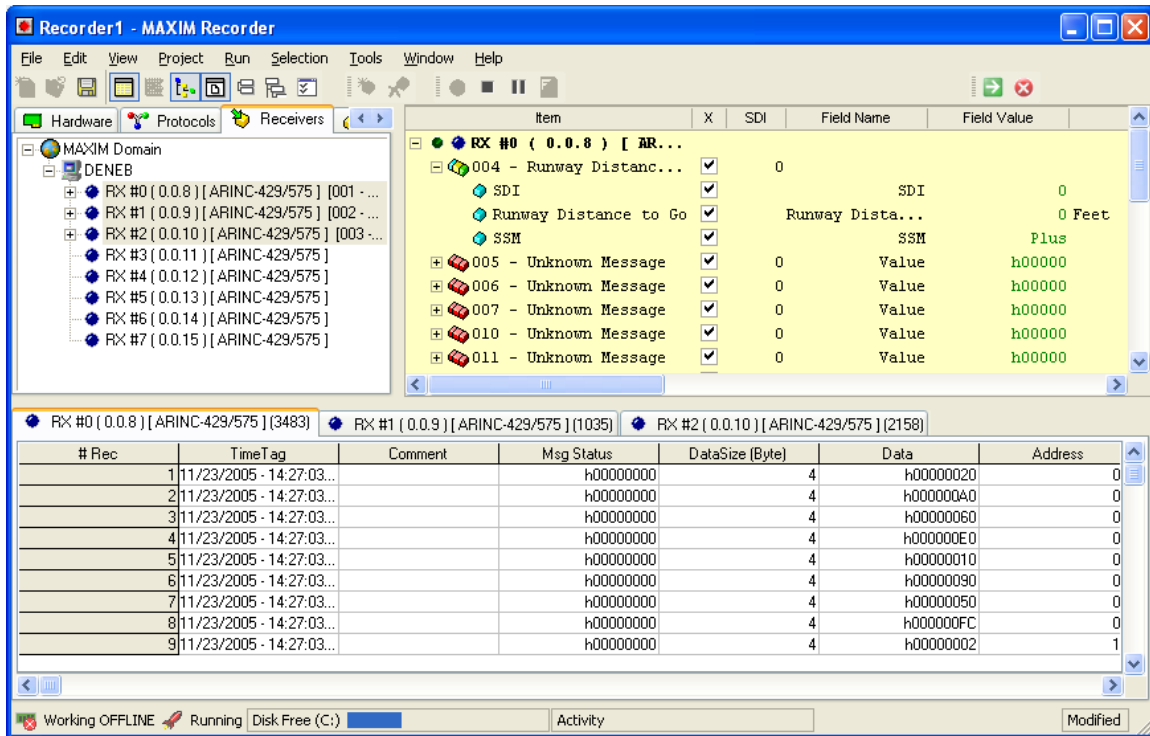 Recorder1 - MAXIM Recorder
File Edit View Project Run Selection Tools Window Help
Hardware Protocols Receivers
MAXIM Domain
DENEB
RX #0 ( 0.0.8 ) [ ARINC-429/575 ] [001 - ...
RX #1 ( 0.0.9 ) [ ARINC-429/575 ] [002 - ...
RX #2 ( 0.0.10 ) [ ARINC-429/575 ] [003 -...
RX #3 ( 0.0.11 ) [ ARINC-429/575 ]
RX #4 ( 0.0.12 ) [ ARINC-429/575 ]
RX #5 ( 0.0.13 ) [ ARINC-429/575 ]
RX #6 ( 0.0.14 ) [ ARINC-429/575 ]
RX #7 ( 0.0.15 ) [ ARINC-429/575 ]
Item X SDI Field Name Field Value
RX #0 ( 0.0.8 ) [ AR...
004 - Runway Distanc... 0
SDI SDI 0
Runway Distance to Go Runway Dista... 0 Feet
SSM SSM Plus
005 - Unknown Message 0 Value h00000
006 - Unknown Message 0 Value h00000
007 - Unknown Message 0 Value h00000
010 - Unknown Message 0 Value h00000
011 - Unknown Message 0 Value h00000
RX #0 ( 0.0.8 ) [ ARINC-429/575 ] (3483) RX #1 ( 0.0.9 ) [ ARINC-429/575 ] (1035) RX #2 ( 0.0.10 ) [ ARINC-429/575 ] (2158)
# Rec TimeTag Comment Msg Status DataSize (Byte) Data Address
1 11/23/2005 - 14:27:03... h00000000 4 h00000020 0
2 11/23/2005 - 14:27:03... h00000000 4 h000000A0 0
3 11/23/2005 - 14:27:03... h00000000 4 h00000060 0
4 11/23/2005 - 14:27:03... h00000000 4 h000000E0 0
5 11/23/2005 - 14:27:03... h00000000 4 h00000010 0
6 11/23/2005 - 14:27:03... h00000000 4 h00000090 0
7 11/23/2005 - 14:27:03... h00000000 4 h00000050 0
8 11/23/2005 - 14:27:03... h00000000 4 h000000FC 0
9 11/23/2005 - 14:27:03... h00000000 4 h00000002 1
Working OFFLINE Running Disk Free (C:) Activity Modified